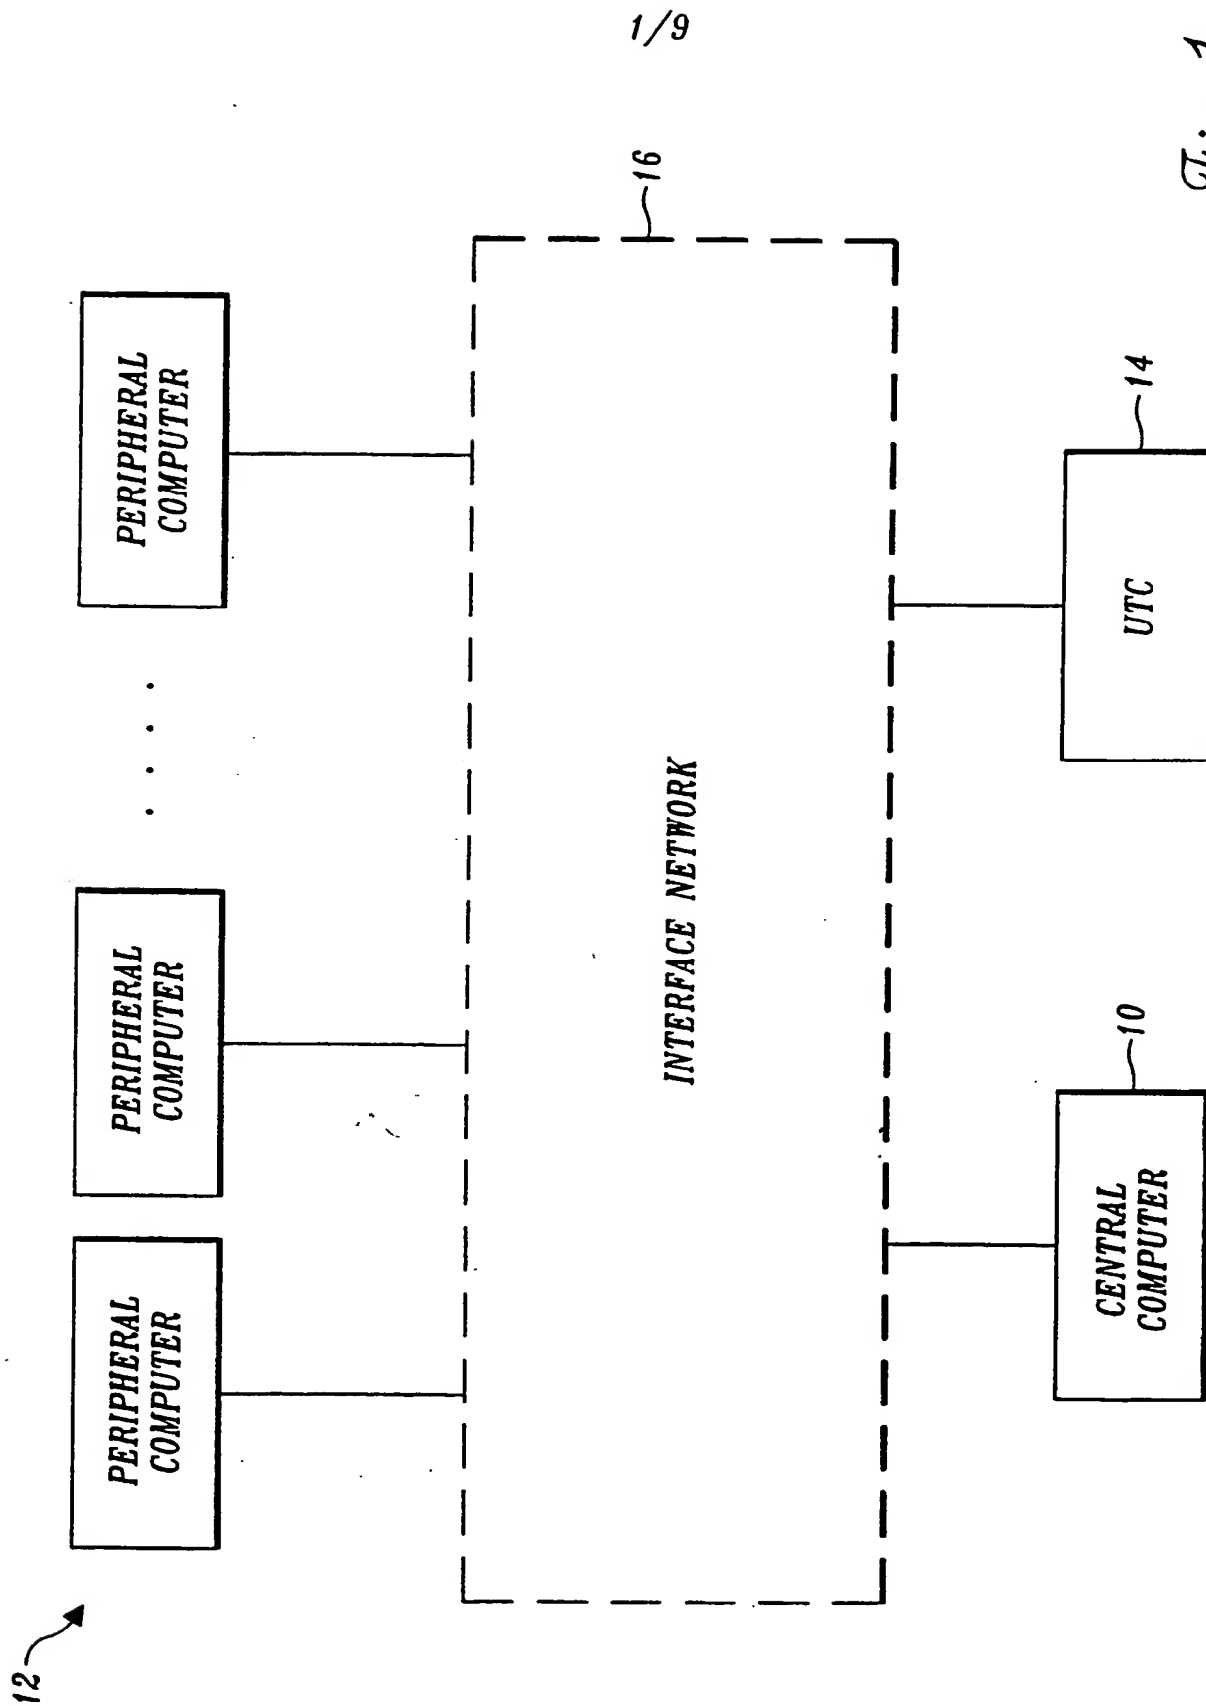 1/9
12
PERIPHERAL
COMPUTER
PERIPHERAL
COMPUTER
. . . .
PERIPHERAL
COMPUTER
16
INTERFACE NETWORK
10
CENTRAL
COMPUTER
14
UTC